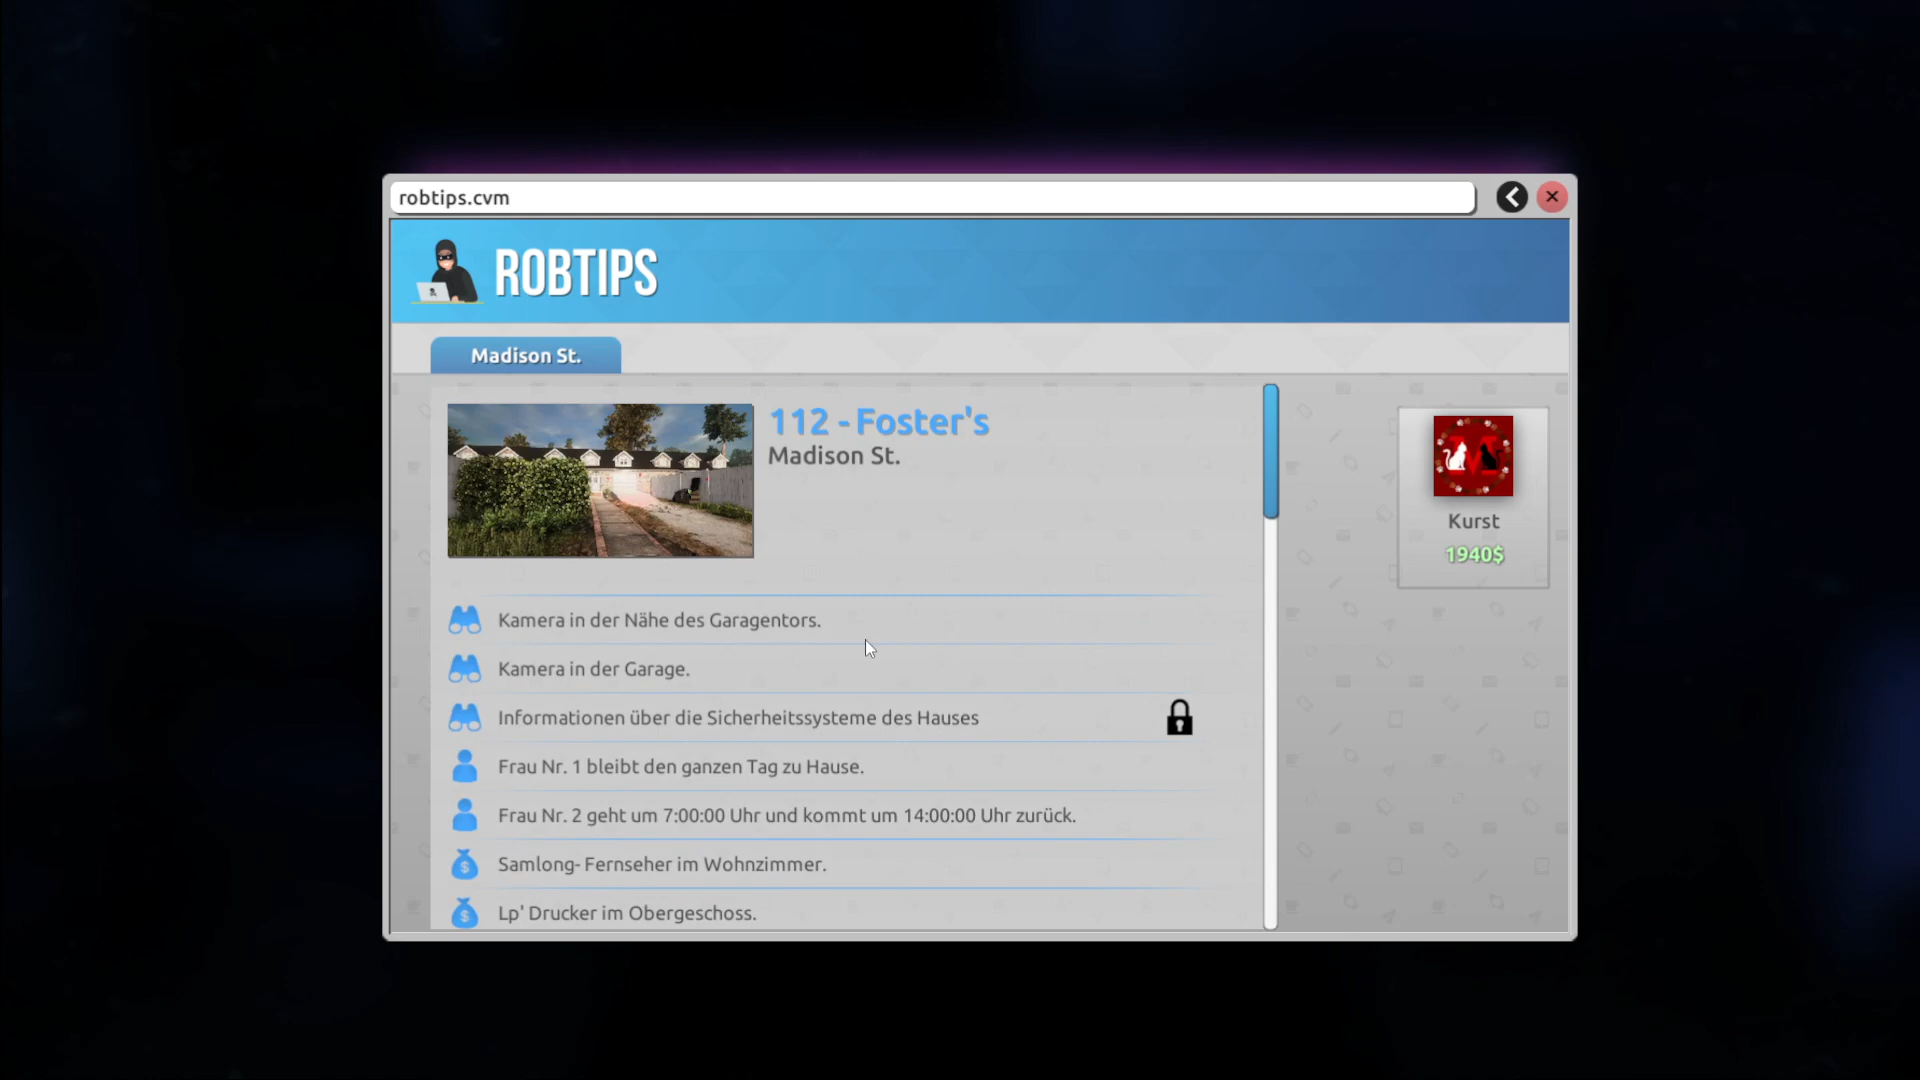 robtips.cvm
ROBTIPS
Madison St.
112 - Foster's
Madison St.
Kurst
1940$
Kamera in der Nähe des Garagentors.
Kamera in der Garage.
Informationen über die Sicherheitssysteme des Hauses
Frau Nr. 1 bleibt den ganzen Tag zu Hause.
Frau Nr. 2 geht um 7:00:00 Uhr und kommt um 14:00:00 Uhr zurück.
Samlong- Fernseher im Wohnzimmer.
Lp' Drucker im Obergeschoss.